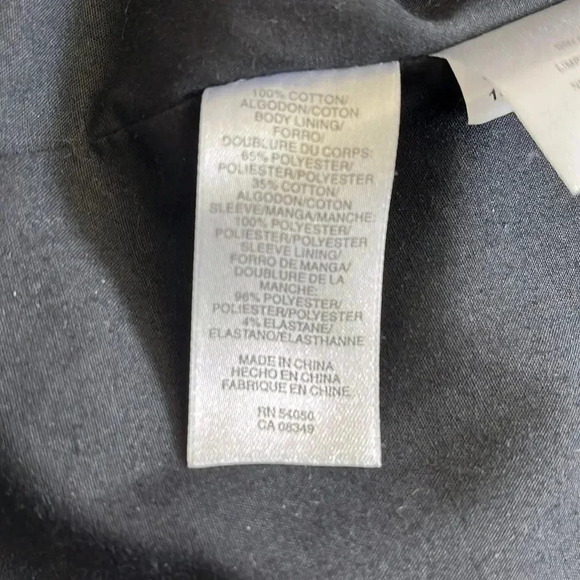 100% COTTON/
ALGODON/COTON
BODY LINING/
FORRO/
DOUBLURE DU CORPS:
65% POLYESTER/
POLIESTER/POLYESTER
35% COTTON/
ALGODON/COTON
SLEEVE/MANGA/MANCHE:
100% POLYESTER/
POLIESTER/POLYESTER
SLEEVE LINING/
FORRO DE MANGA/
DOUBLURE DE LA
MANCHE:
96% POLYESTER/
POLIESTER/POLYESTER
4% ELASTANE/
ELASTANO/ÉLASTHANNE
MADE IN CHINA
HECHO EN CHINA
FABRIQUE EN CHINE
RN 54050
CA 08349